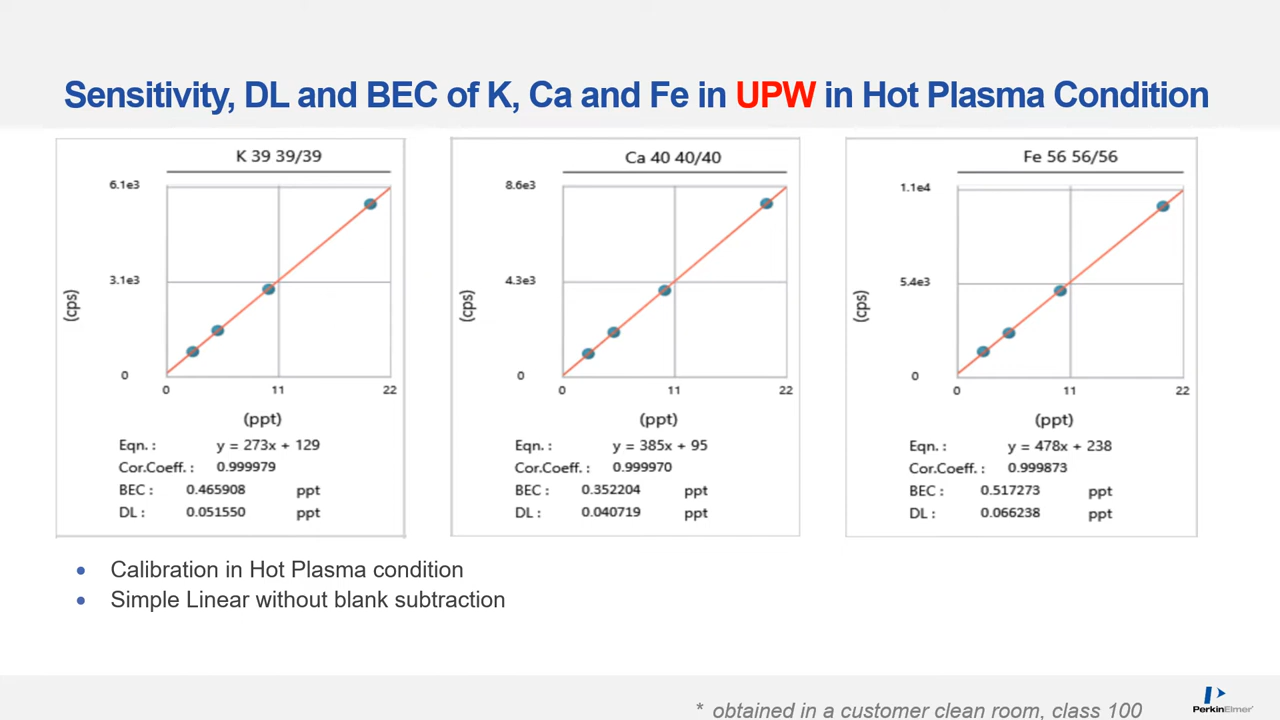 Sensitivity, DL and BEC of K, Ca and Fe in UPW in Hot Plasma Condition
K 39 39/39
6.1e3
3.1e3
(cps)
0
0 11 22
(ppt)
Eqn. : y = 273x + 129
Cor.Coeff. : 0.999979
BEC : 0.465908 ppt
DL : 0.051550 ppt
Ca 40 40/40
8.6e3
4.3e3
(cps)
0
0 11 22
(ppt)
Eqn. : y = 385x + 95
Cor.Coeff. : 0.999970
BEC : 0.352204 ppt
DL : 0.040719 ppt
Fe 56 56/56
1.1e4
5.4e3
(cps)
0
0 11 22
(ppt)
Eqn. : y = 478x + 238
Cor.Coeff. : 0.999873
BEC : 0.517273 ppt
DL : 0.066238 ppt
• Calibration in Hot Plasma condition
• Simple Linear without blank subtraction
* obtained in a customer clean room, class 100
PerkinElmer